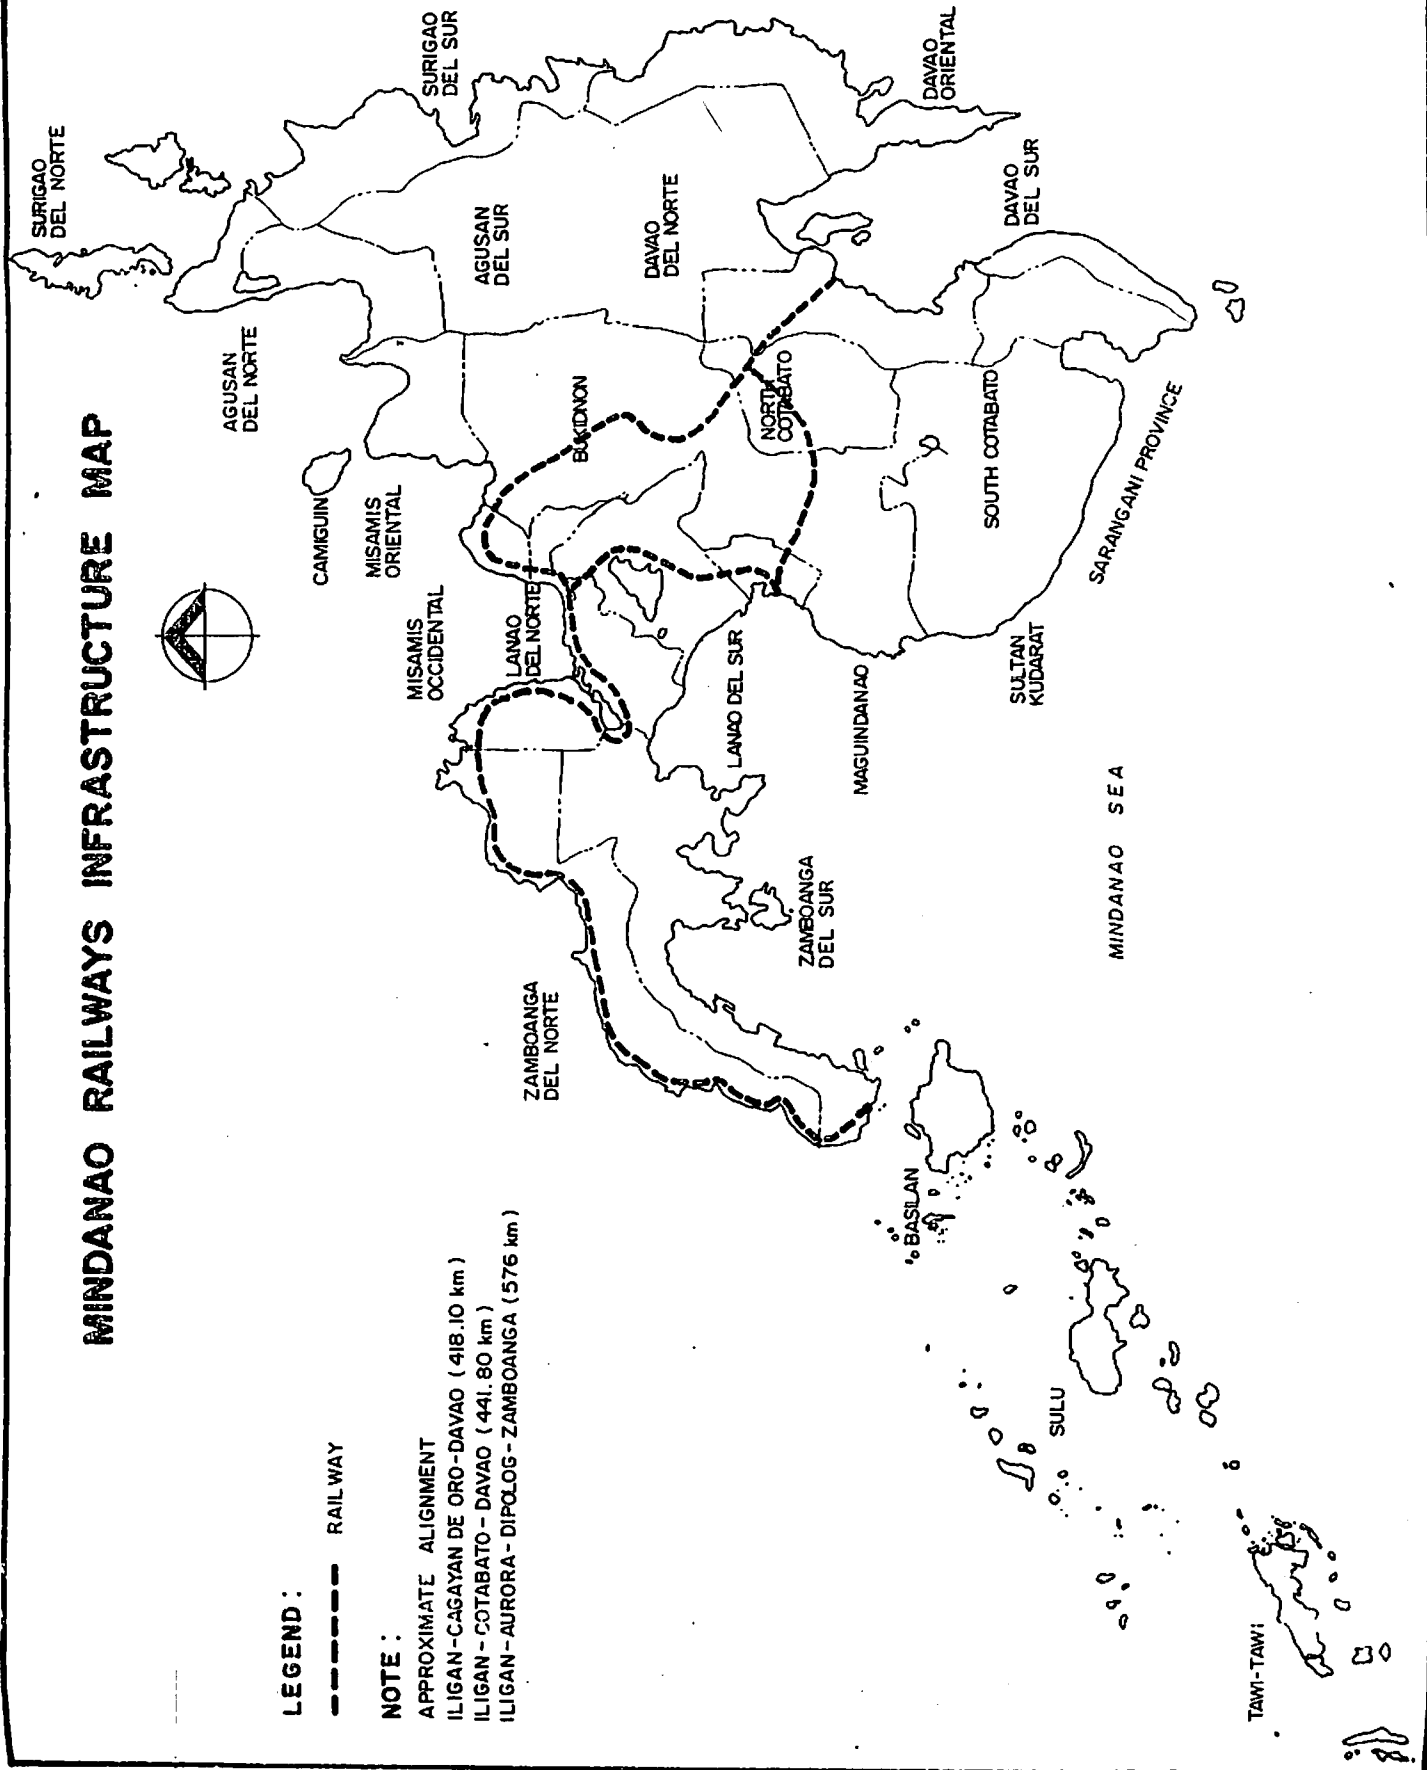 MINDANAO RAILWAYS INFRASTRUCTURE MAP
LEGEND :
RAILWAY
NOTE :
APPROXIMATE ALIGNMENT
ILIGAN-CAGAYAN DE ORO-DAVAO (418.10 km)
ILIGAN-COTABATO-DAVAO (441.80 km)
ILIGAN-AURORA-DIPOLOG-ZAMBOANGA (576 km)
SURIGAO
DEL NORTE
SURIGAO
DEL SUR
AGUSAN
DEL NORTE
AGUSAN
DEL SUR
CAMIGUIN
MISAMIS
ORIENTAL
MISAMIS
OCCIDENTAL
LANAO
DEL NORTE
BUKIDNON
DAVAO
DEL NORTE
DAVAO
ORIENTAL
DAVAO
DEL SUR
NORTH
COTABATO
SOUTH COTABATO
SARANGANI PROVINCE
SULTAN
KUDARAT
MAGUINDANAO
LANAO DEL SUR
ZAMBOANGA
DEL NORTE
ZAMBOANGA
DEL SUR
MINDANAO SEA
BASILAN
SULU
TAWI-TAWI